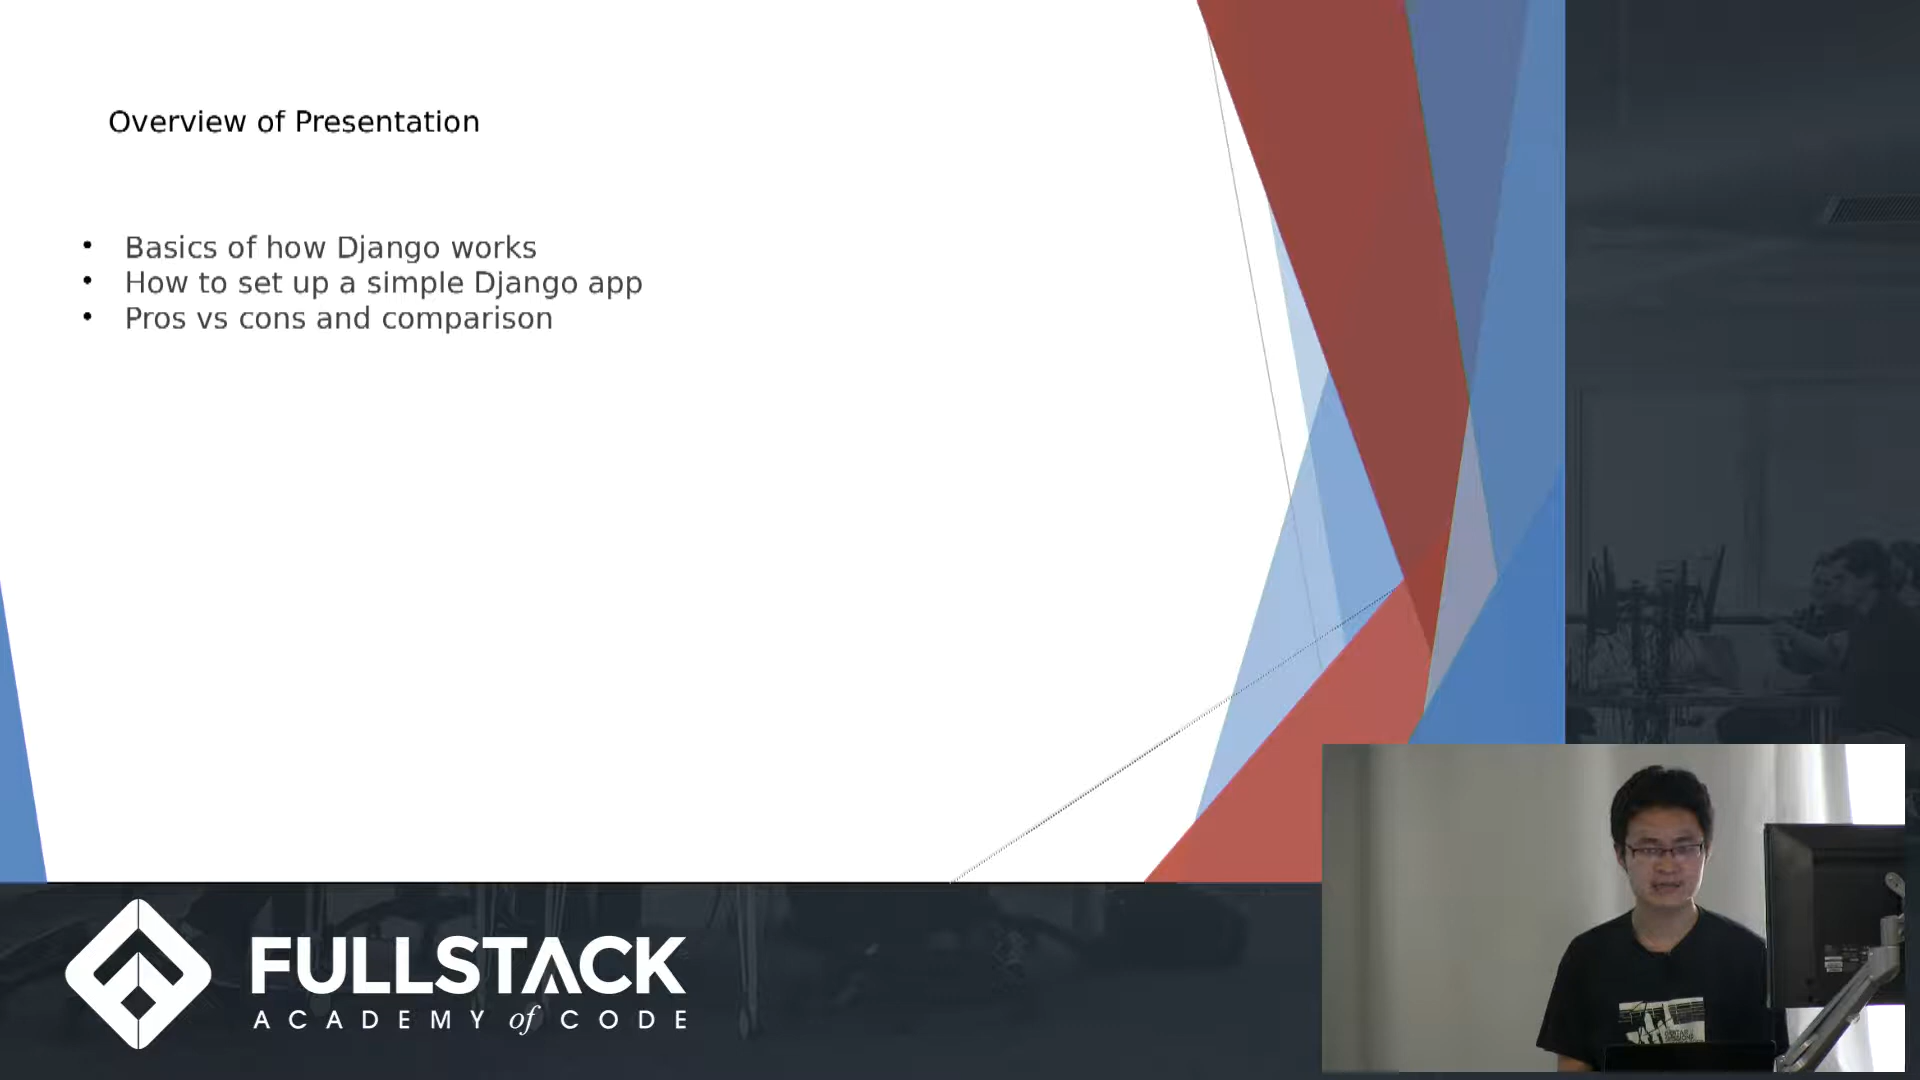 Overview of Presentation
• Basics of how Django works
• How to set up a simple Django app
• Pros vs cons and comparison
FULLSTACK
ACADEMY of CODE